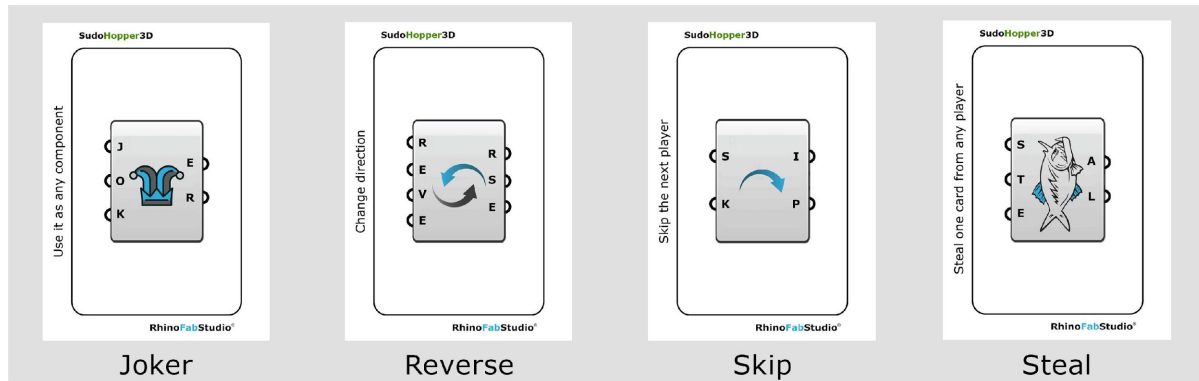 SudoHopper3D
Use it as any component
J
O
K
E
R
RhinoFabStudio®
Joker
SudoHopper3D
Change direction
R
E
V
E
R
S
E
RhinoFabStudio®
Reverse
SudoHopper3D
Skip the next player
S
K
I
P
RhinoFabStudio®
Skip
SudoHopper3D
Steal one card from any player
S
T
E
A
L
RhinoFabStudio®
Steal